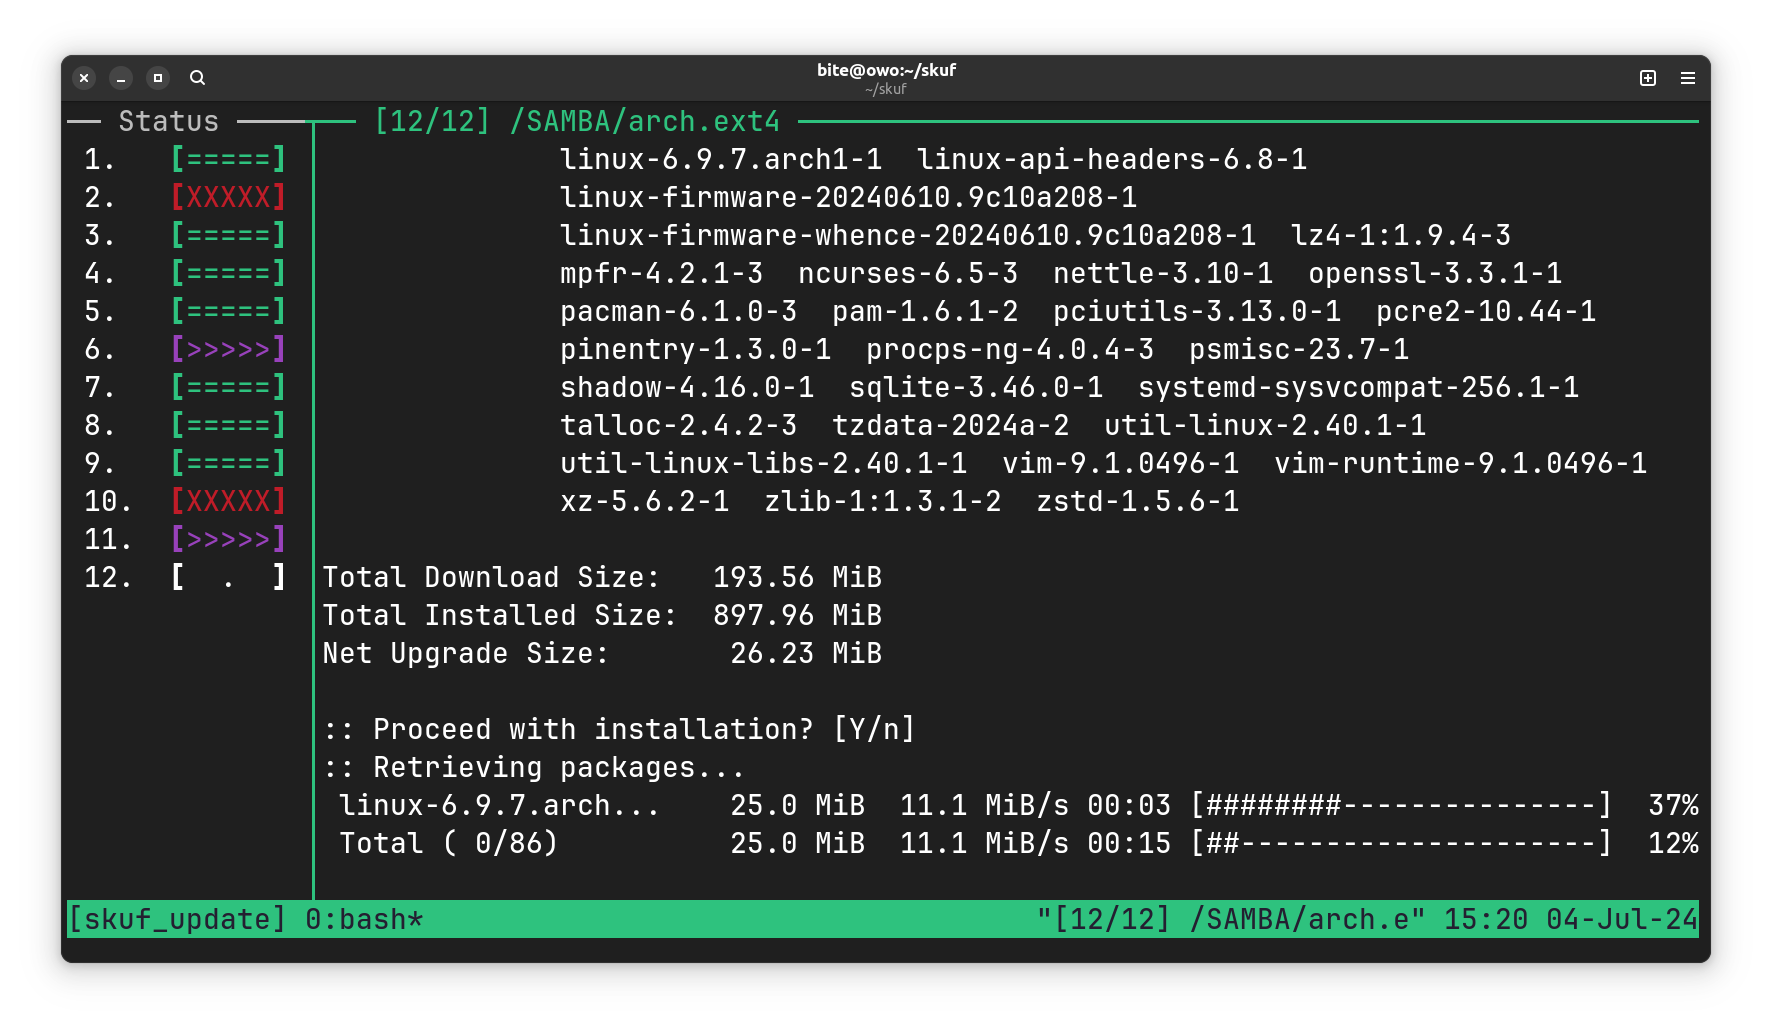 bite@owo:~/skuf
~/skuf
Status [12/12] /SAMBA/arch.ext4
1. [=====] linux-6.9.7.arch1-1 linux-api-headers-6.8-1
2. [XXXXX] linux-firmware-20240610.9c10a208-1
3. [=====] linux-firmware-whence-20240610.9c10a208-1 lz4-1:1.9.4-3
4. [=====] mpfr-4.2.1-3 ncurses-6.5-3 nettle-3.10-1 openssl-3.3.1-1
5. [=====] pacman-6.1.0-3 pam-1.6.1-2 pciutils-3.13.0-1 pcre2-10.44-1
6. [>>>>>] pinentry-1.3.0-1 procps-ng-4.0.4-3 psmisc-23.7-1
7. [=====] shadow-4.16.0-1 sqlite-3.46.0-1 systemd-sysvcompat-256.1-1
8. [=====] talloc-2.4.2-3 tzdata-2024a-2 util-linux-2.40.1-1
9. [=====] util-linux-libs-2.40.1-1 vim-9.1.0496-1 vim-runtime-9.1.0496-1
10. [XXXXX] xz-5.6.2-1 zlib-1:1.3.1-2 zstd-1.5.6-1
11. [>>>>>]
12. [ . ] Total Download Size: 193.56 MiB
Total Installed Size: 897.96 MiB
Net Upgrade Size: 26.23 MiB
:: Proceed with installation? [Y/n]
:: Retrieving packages...
linux-6.9.7.arch... 25.0 MiB 11.1 MiB/s 00:03 [########---------------] 37%
Total ( 0/86) 25.0 MiB 11.1 MiB/s 00:15 [##---------------------] 12%
[skuf_update] 0:bash* "[12/12] /SAMBA/arch.e" 15:20 04-Jul-24